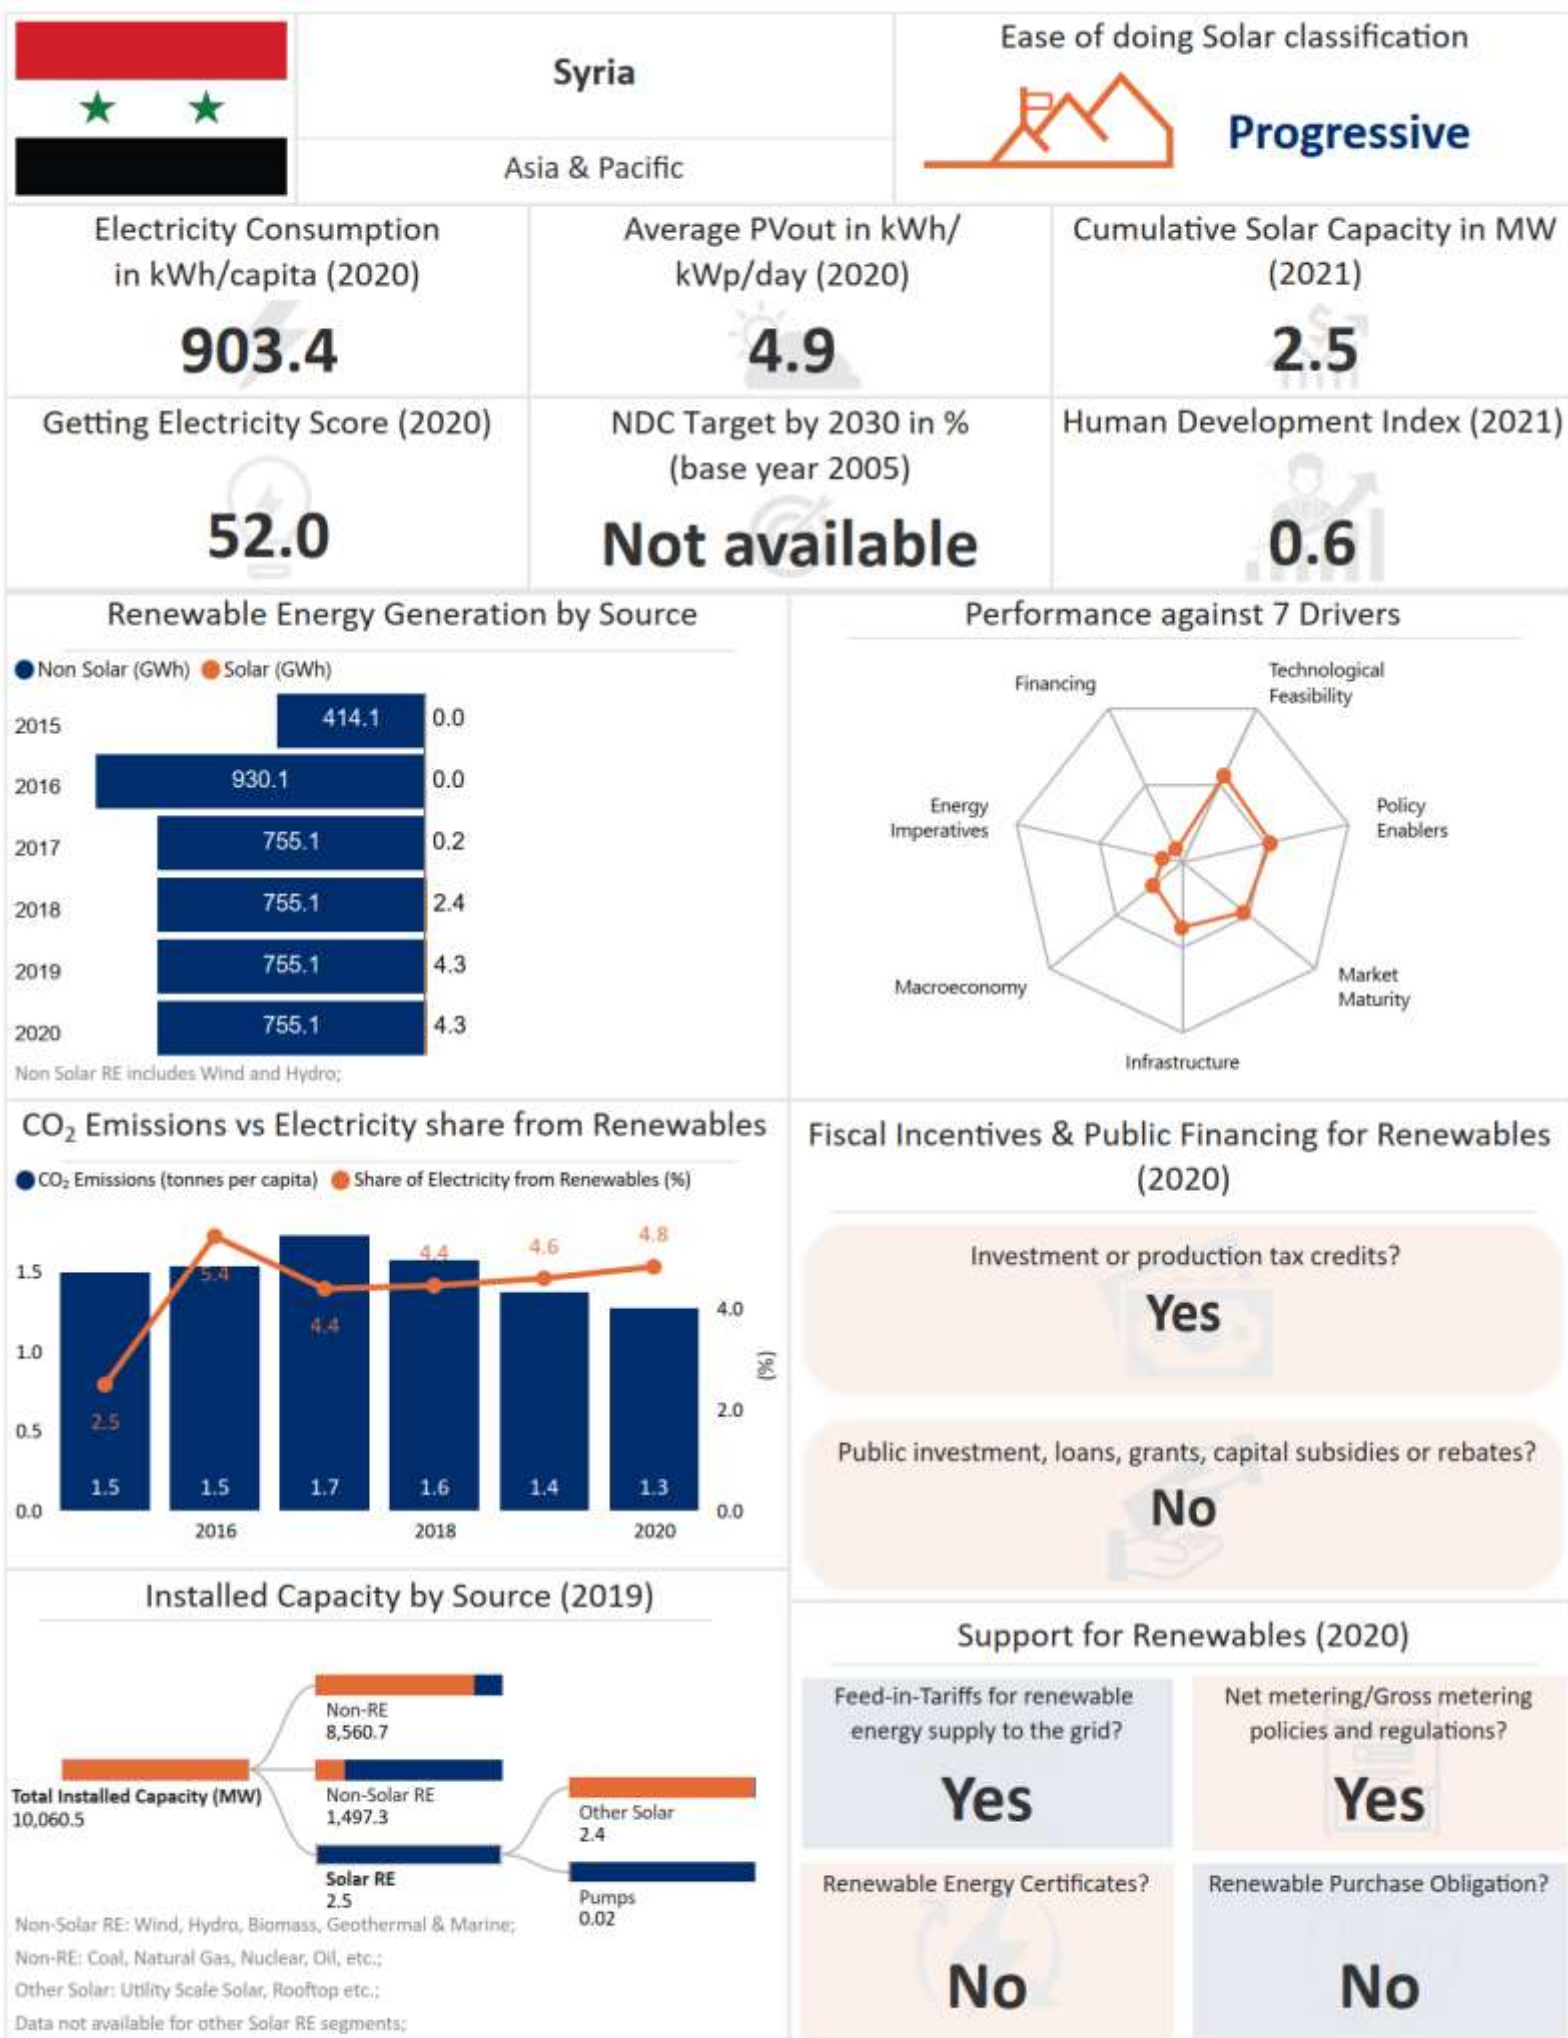 Syria
Asia & Pacific
Ease of doing Solar classification
Progressive
Electricity Consumption
in kWh/capita (2020)
903.4
Average PVout in kWh/
kWp/day (2020)
4.9
Cumulative Solar Capacity in MW
(2021)
2.5
Getting Electricity Score (2020)
52.0
NDC Target by 2030 in %
(base year 2005)
Not available
Human Development Index (2021)
0.6
Renewable Energy Generation by Source
Non Solar (GWh) Solar (GWh)
2015 414.1 0.0
2016 930.1 0.0
2017 755.1 0.2
2018 755.1 2.4
2019 755.1 4.3
2020 755.1 4.3
Non Solar RE includes Wind and Hydro;
Performance against 7 Drivers
Technological
Feasibility
Financing
Policy
Enablers
Energy
Imperatives
Market
Maturity
Macroeconomy
Infrastructure
CO₂ Emissions vs Electricity share from Renewables
CO₂ Emissions (tonnes per capita) Share of Electricity from Renewables (%)
1.5
1.0
0.5
0.0
2.5
5.4
4.4
4.4
4.6
4.8
1.5 1.5 1.7 1.6 1.4 1.3
4.0
2.0
0.0
(%)
2016 2018 2020
Fiscal Incentives & Public Financing for Renewables
(2020)
Investment or production tax credits?
Yes
Public investment, loans, grants, capital subsidies or rebates?
No
Installed Capacity by Source (2019)
Total Installed Capacity (MW)
10,060.5
Non-RE
8,560.7
Non-Solar RE
1,497.3
Solar RE
2.5
Other Solar
2.4
Pumps
0.02
Non-Solar RE: Wind, Hydro, Biomass, Geothermal & Marine;
Non-RE: Coal, Natural Gas, Nuclear, Oil, etc.;
Other Solar: Utility Scale Solar, Rooftop etc.;
Data not available for other Solar RE segments;
Support for Renewables (2020)
Feed-in-Tariffs for renewable
energy supply to the grid?
Yes
Net metering/Gross metering
policies and regulations?
Yes
Renewable Energy Certificates?
No
Renewable Purchase Obligation?
No